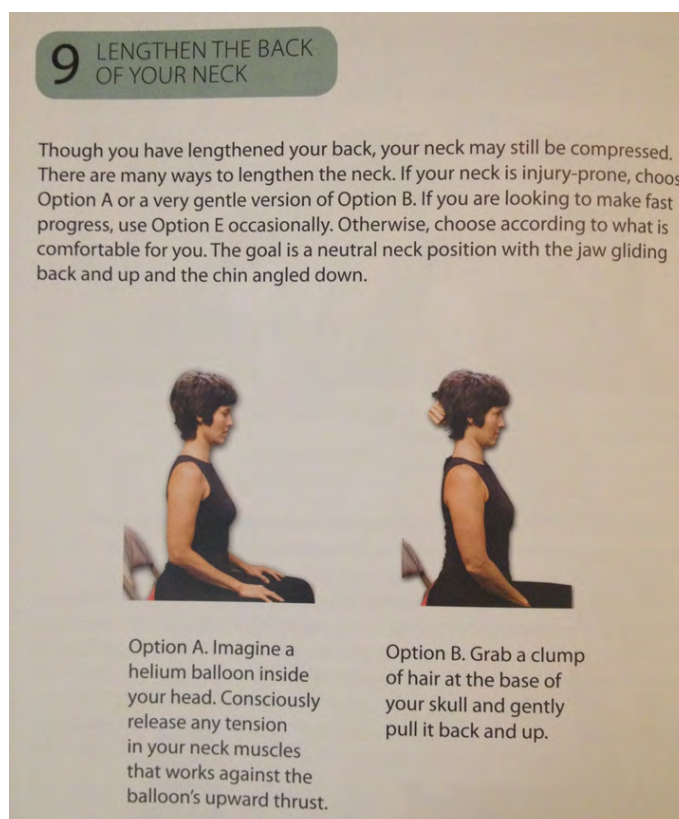 9 LENGTHEN THE BACK
OF YOUR NECK
Though you have lengthened your back, your neck may still be compressed.
There are many ways to lengthen the neck. If your neck is injury-prone, choos
Option A or a very gentle version of Option B. If you are looking to make fast
progress, use Option E occasionally. Otherwise, choose according to what is
comfortable for you. The goal is a neutral neck position with the jaw gliding
back and up and the chin angled down.
Option A. Imagine a
helium balloon inside
your head. Consciously
release any tension
in your neck muscles
that works against the
balloon's upward thrust.
Option B. Grab a clump
of hair at the base of
your skull and gently
pull it back and up.